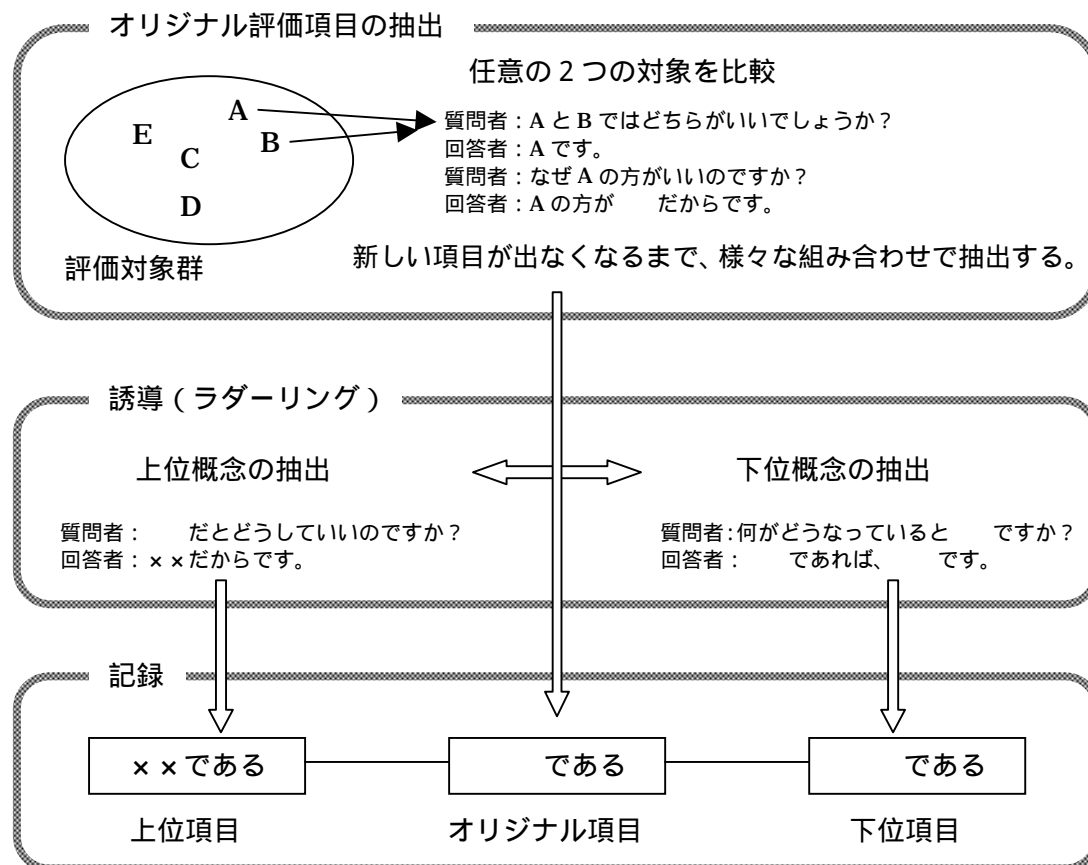 オリジナル評価項目の抽出
任意の2つの対象を比較
A
B
E
C
D
質問者：AとBではどちらがいいでしょうか？
回答者：Aです。
質問者：なぜAの方がいいのですか？
回答者：Aの方が　　だからです。
評価対象群
新しい項目が出なくなるまで、様々な組み合わせで抽出する。
誘導（ラダーリング）
上位概念の抽出
質問者：　　だとどうしていいのですか？
回答者：××だからです。
下位概念の抽出
質問者：何がどうなっていると　　ですか？
回答者：　　であれば、　　です。
記録
××である
である
である
上位項目
オリジナル項目
下位項目